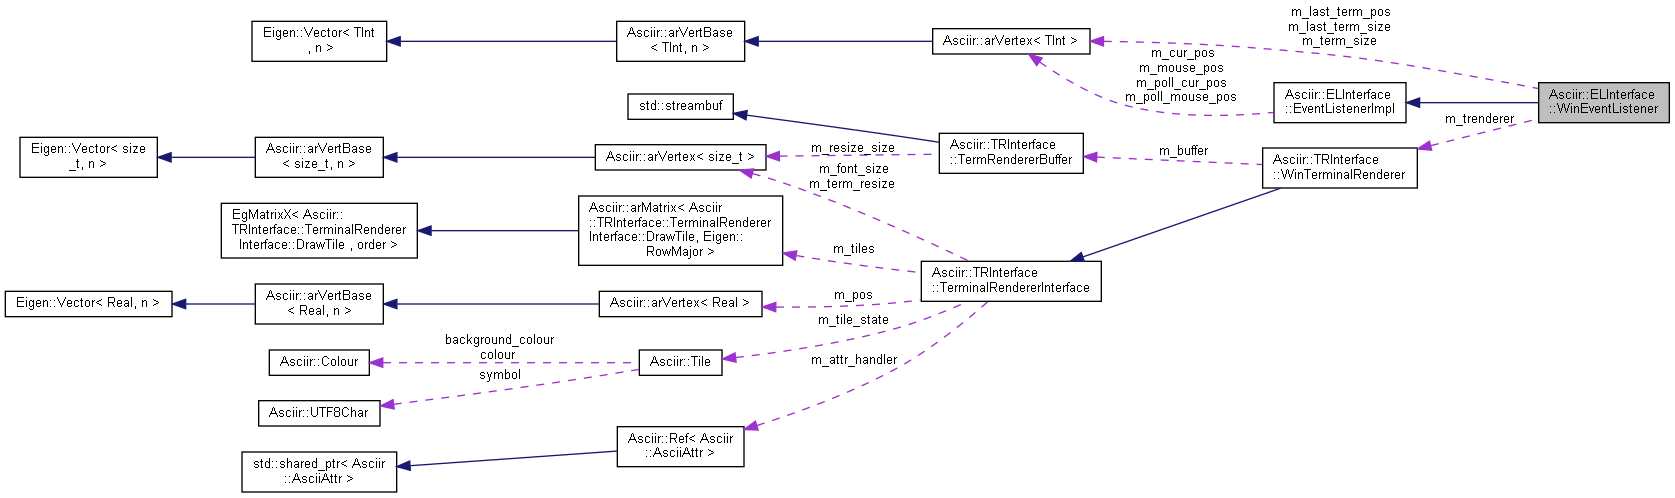 Eigen::Vector< TInt
, n >
Asciir::arVertBase
< TInt, n >
Asciir::arVertex< TInt >
m_last_term_pos
m_last_term_size
m_term_size
m_cur_pos
m_mouse_pos
m_poll_cur_pos
m_poll_mouse_pos
Asciir::ELInterface
::EventListenerImpl
Asciir::ELInterface
::WinEventListener
std::streambuf
m_trenderer
Eigen::Vector< size
_t, n >
Asciir::arVertBase
< size_t, n >
Asciir::arVertex< size_t >
m_resize_size
Asciir::TRInterface
::TermRendererBuffer
m_buffer
Asciir::TRInterface
::WinTerminalRenderer
m_font_size
m_term_resize
EgMatrixX< Asciir::
TRInterface::TerminalRenderer
Interface::DrawTile , order >
Asciir::arMatrix< Asciir
::TRInterface::TerminalRenderer
Interface::DrawTile, Eigen::
RowMajor >
m_tiles
Asciir::TRInterface
::TerminalRendererInterface
Eigen::Vector< Real, n >
Asciir::arVertBase
< Real, n >
Asciir::arVertex< Real >
m_pos
m_tile_state
Asciir::Colour
background_colour
colour
Asciir::Tile
m_attr_handler
symbol
Asciir::UTF8Char
Asciir::Ref< Asciir
::AsciiAttr >
std::shared_ptr< Asciir
::AsciiAttr >